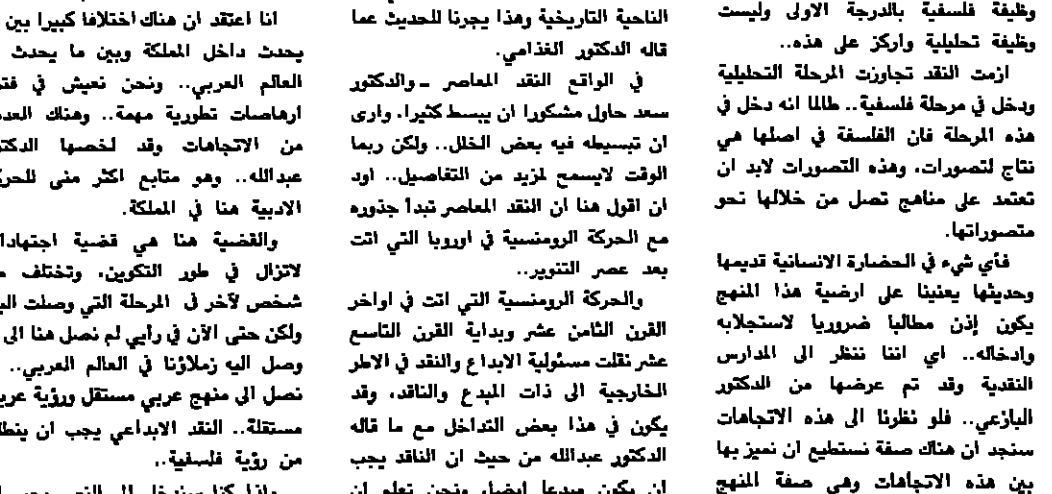 وظيفة فلسفية بالدرجة الاولى وليست
وظيفة تحليلية واركز على هذه..
ازمت النقد تجاوزت المرحلة التحليلية
ودخل في مرحلة فلسفية.. طالما انه دخل في
هذه المرحلة فان الفلسفة في اصلها هي
نتاج لتصورات، وهذه التصورات لابد ان
تعتمد على مناهج تصل من خلالها نحو
متصوراتها.
فأي شيء في الحضارة الانسانية قديمها
وحديثها يعنينا على ارضية هذا المنهج
يكون إذن مطالبا ضروريا لاستجلابه
وادخاله.. اي اننا ننظر الى المدارس
النقدية وقد تم عرضها من الدكتور
البازعي.. فلو نظرنا الى هذه الاتجاهات
سنجد ان هناك صفة نستطيع ان نميز بها
بين هذه الاتجاهات وهي صفة المنهج
الناحية التاريخية وهذا يجرنا للحديث عما
قاله الدكتور الغذامي.
في الواقع النقد المعاصر ـ والدكتور
سعد حاول مشكورا ان يبسط كثيرا، وارى
ان تبسيطه فيه بعض الخلل.. ولكن ربما
الوقت لايسمح لمزيد من التفاصيل.. اود
ان اقول هنا ان النقد المعاصر تبدأ جذوره
مع الحركة الرومنسية في اوروبا التي اتت
بعد عصر التنوير..
والحركة الرومنسية التي اتت في اواخر
القرن الثامن عشر وبداية القرن التاسع
عشر نقلت مسئولية الابداع والنقد في الاطر
الخارجية الى ذات المبدع والناقد، وقد
يكون في هذا بعض التداخل مع ما قاله
الدكتور عبدالله من حيث ان الناقد يجب
ان يكون مبدعا ايضا، ونحن نعلم ان
انا اعتقد ان هناك اختلافا كبيرا بين
يحدث داخل المملكة وبين ما يحدث
العالم العربي.. ونحن نعيش في
ارهاصات تطورية مهمة.. وهناك
من الاتجاهات وقد لخصها
عبدالله.. وهو متابع اكثر منى
الادبية هنا في المملكة.
والقضية هنا هي قضية
لاتزال في طور التكوين، وتختلف
شخص لآخر في المرحلة التي وصلت
ولكن حتى الآن في رأيي لم نصل هنا الى
وصل اليه زملاؤنا في العالم العربي..
نصل الى منهج عربي مستقل ورؤية
مستقلة.. النقد الابداعي يجب ان
من رؤية فلسفية..